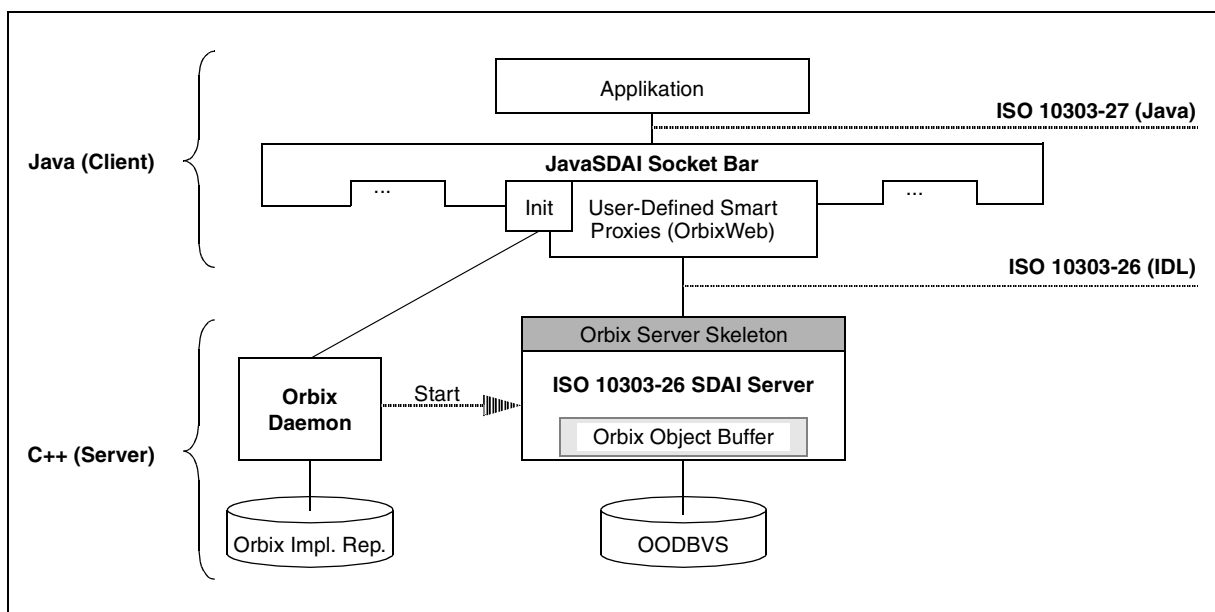 Applikation
ISO 10303-27 (Java)
Java (Client)
JavaSDAI Socket Bar
...
...
Init
User-Defined Smart
Proxies (OrbixWeb)
ISO 10303-26 (IDL)
Orbix Server Skeleton
ISO 10303-26 SDAI Server
Orbix
Daemon
Start
Orbix Object Buffer
C++ (Server)
Orbix Impl. Rep.
OODBVS